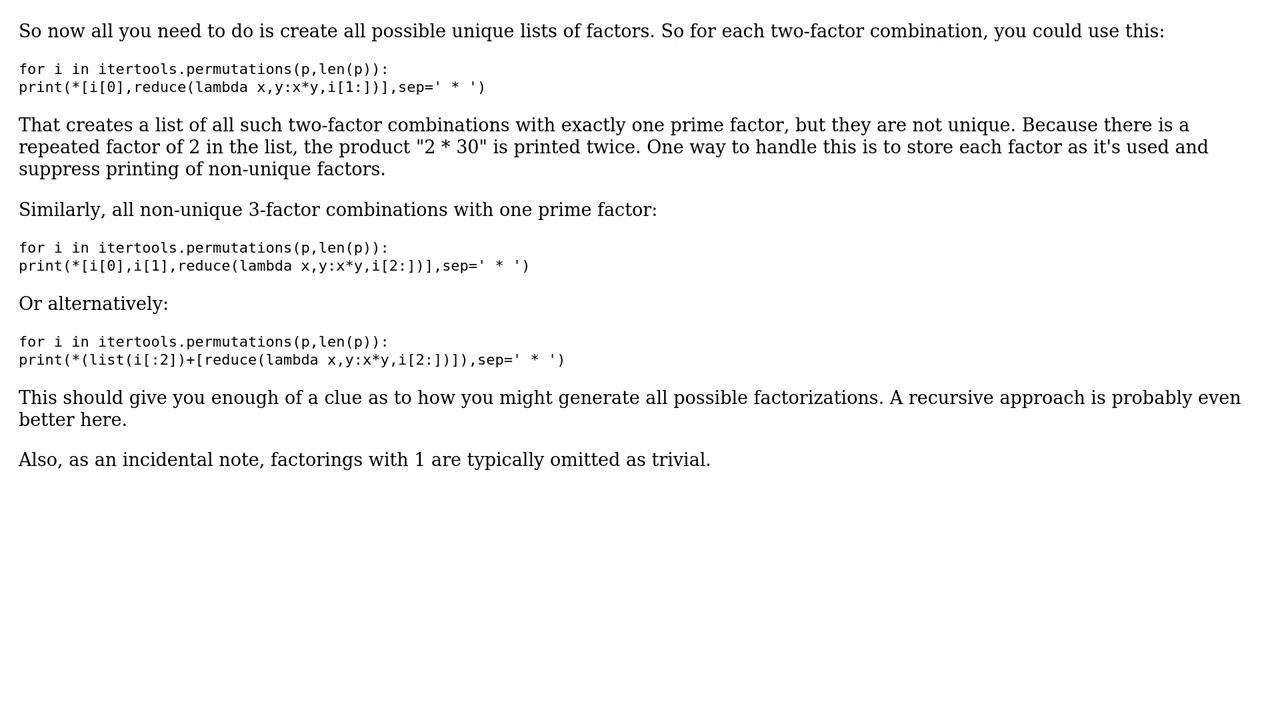 So now all you need to do is create all possible unique lists of factors. So for each two-factor combination, you could use this:
for i in itertools.permutations(p,len(p)):
print(*[i[0],reduce(lambda x,y:x*y,i[1:])],sep=' * ')
That creates a list of all such two-factor combinations with exactly one prime factor, but they are not unique. Because there is a
repeated factor of 2 in the list, the product "2 * 30" is printed twice. One way to handle this is to store each factor as it's used and
suppress printing of non-unique factors.
Similarly, all non-unique 3-factor combinations with one prime factor:
for i in itertools.permutations(p,len(p)):
print(*[i[0],i[1],reduce(lambda x,y:x*y,i[2:])],sep=' * ')
Or alternatively:
for i in itertools.permutations(p,len(p)):
print(*(list(i[:2])+[reduce(lambda x,y:x*y,i[2:])]),sep=' * ')
This should give you enough of a clue as to how you might generate all possible factorizations. A recursive approach is probably even
better here.
Also, as an incidental note, factorings with 1 are typically omitted as trivial.